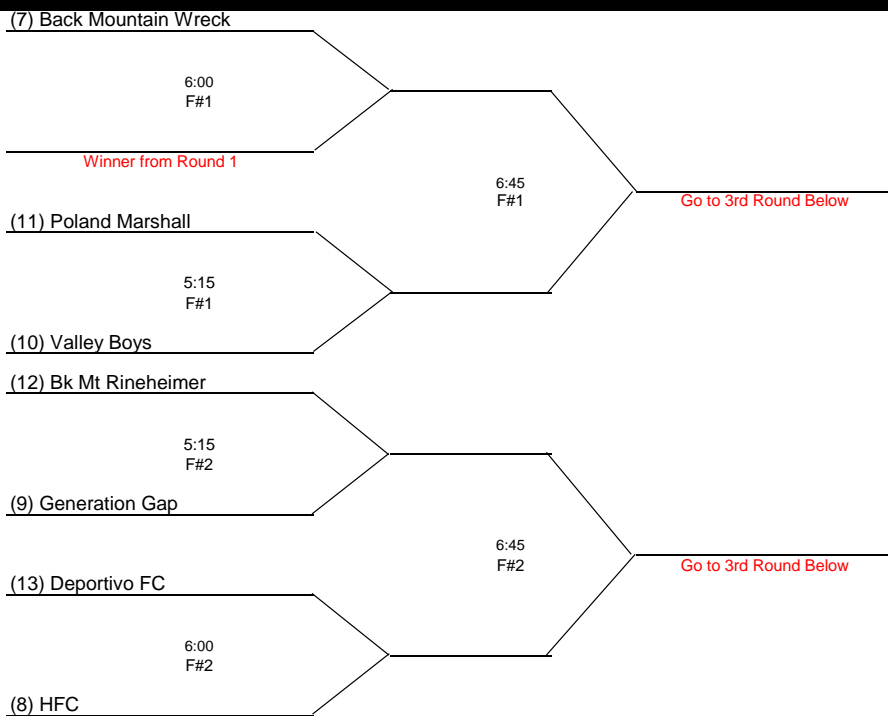 (7) Back Mountain Wreck
6:00
F#1
Winner from Round 1
6:45
F#1
Go to 3rd Round Below
(11) Poland Marshall
5:15
F#1
(10) Valley Boys
(12) Bk Mt Rineheimer
5:15
F#2
(9) Generation Gap
6:45
F#2
Go to 3rd Round Below
(13) Deportivo FC
6:00
F#2
(8) HFC